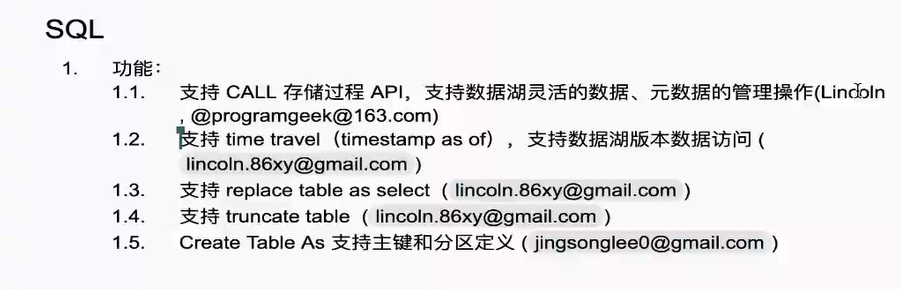 SQL
1. 功能：
1.1. 支持 CALL 存储过程 API，支持数据湖灵活的数据、元数据的管理操作(Lincoln
, @programgeek@163.com)
1.2. 支持 time travel（timestamp as of），支持数据湖版本数据访问 (
lincoln.86xy@gmail.com )
1.3. 支持 replace table as select（ lincoln.86xy@gmail.com ）
1.4. 支持 truncate table（ lincoln.86xy@gmail.com ）
1.5. Create Table As 支持主键和分区定义 ( jingsonglee0@gmail.com ）